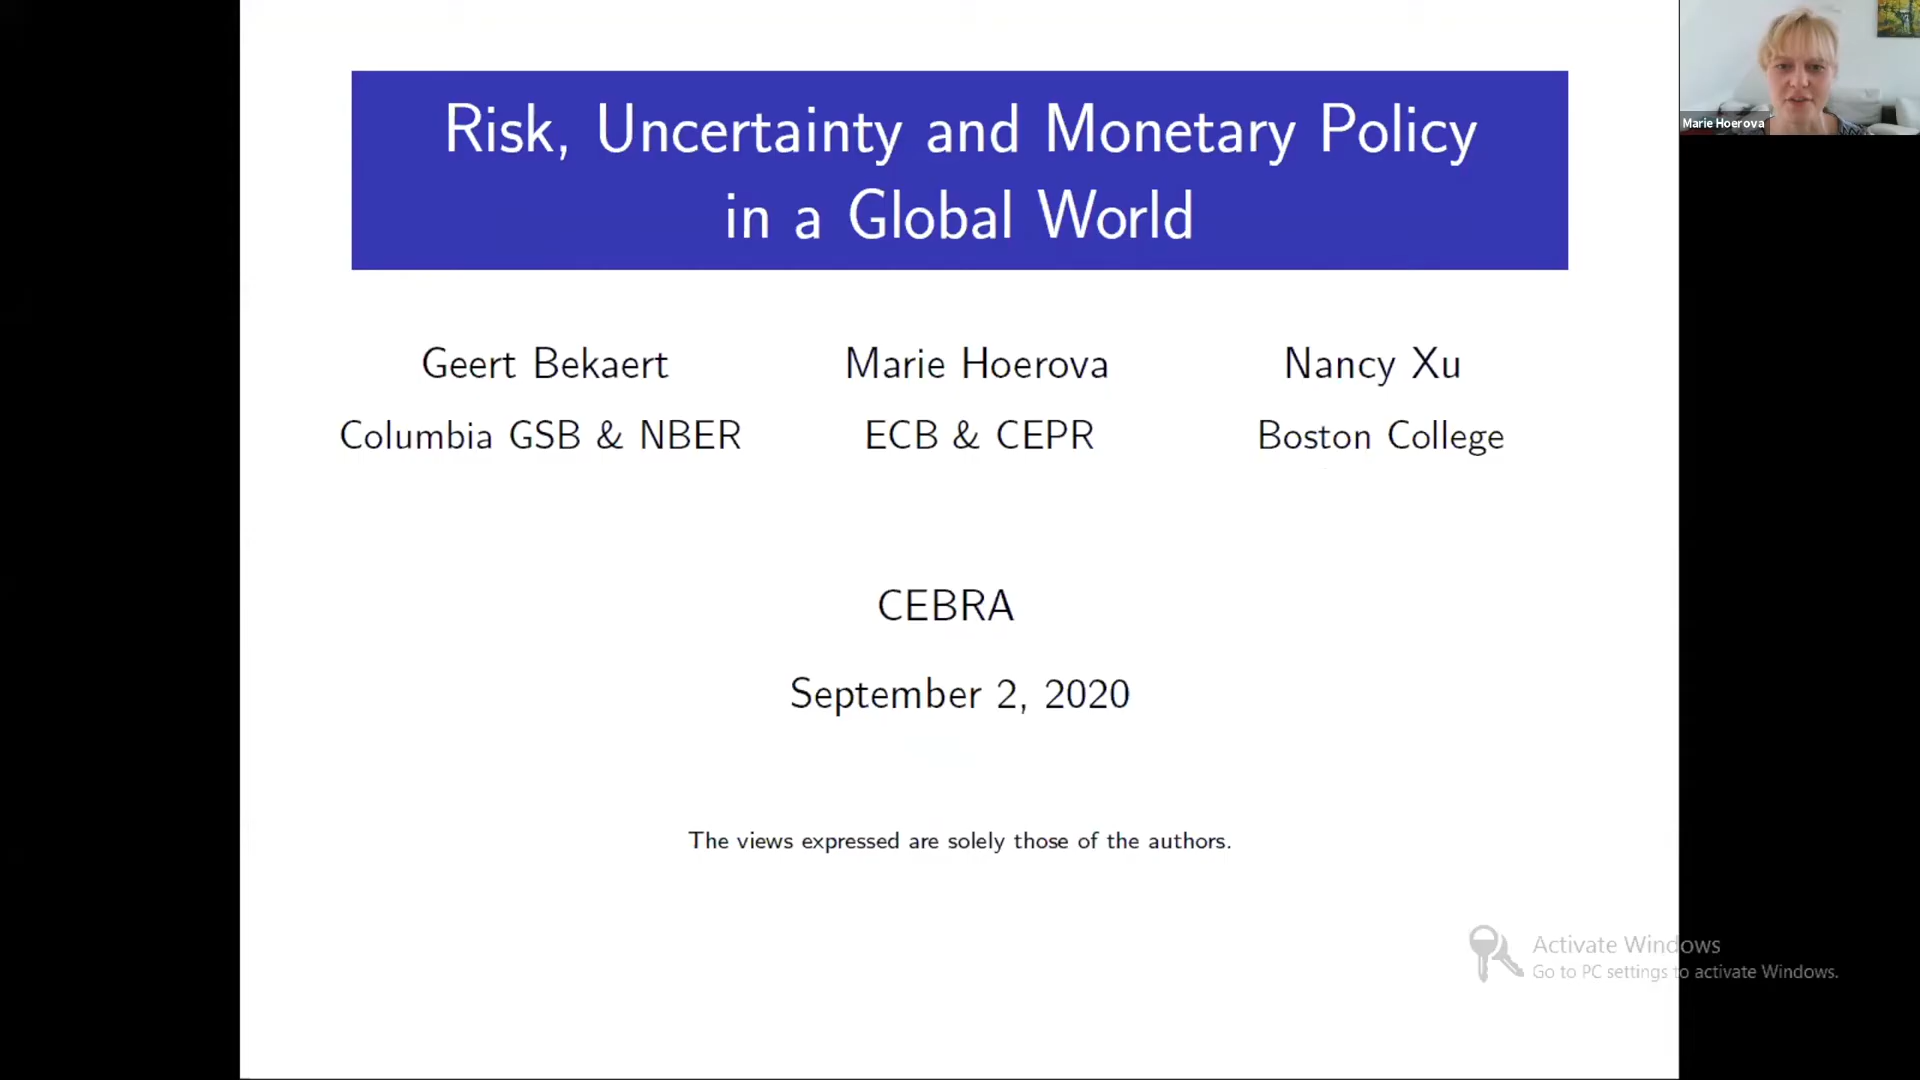 Risk, Uncertainty and Monetary Policy
in a Global World
Geert Bekaert
Columbia GSB & NBER
Marie Hoerova
ECB & CEPR
Nancy Xu
Boston College
CEBRA
September 2, 2020
The views expressed are solely those of the authors.
Marie Hoerova
Activate Windows
Go to PC settings to activate Windows.